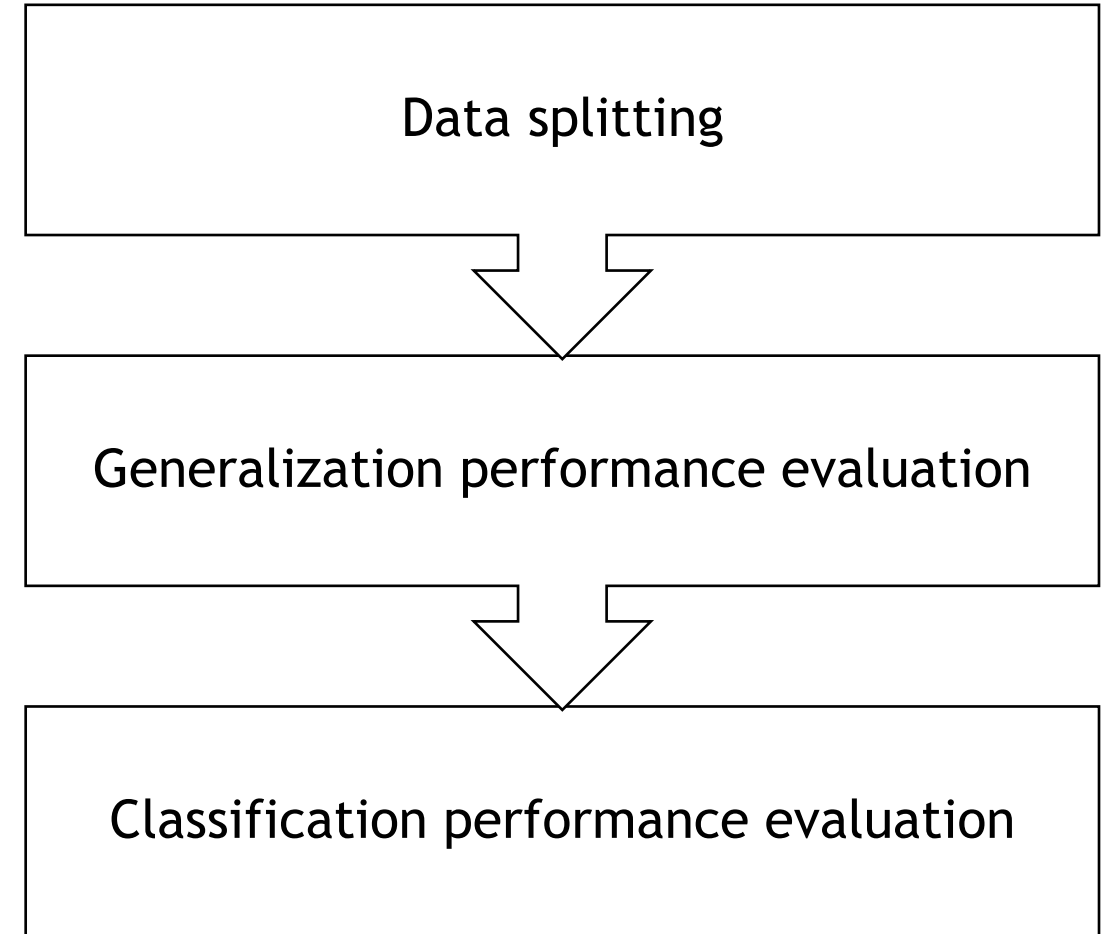 Data splitting
Generalization performance evaluation
Classification performance evaluation